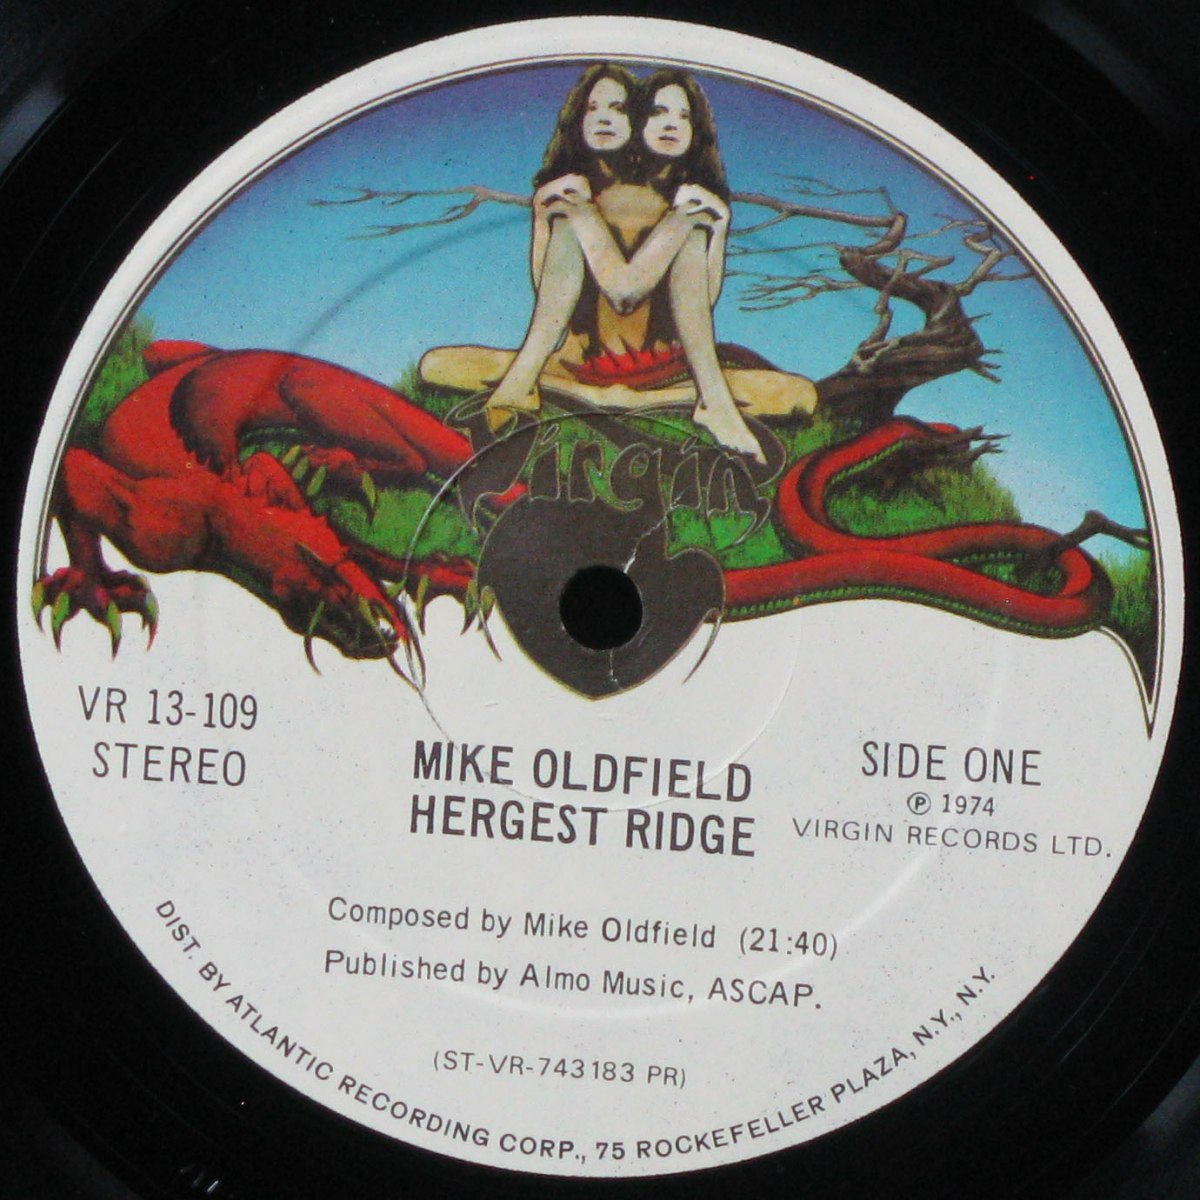 Virgin
VR 13-109
STEREO
MIKE OLDFIELD
HERGEST RIDGE
SIDE ONE
℗ 1974
VIRGIN RECORDS LTD.
Composed by Mike Oldfield (21:40)
Published by Almo Music, ASCAP.
(ST-VR-743183 PR)
DIST. BY ATLANTIC RECORDING CORP., 75 ROCKEFELLER PLAZA, N.Y., N.Y.